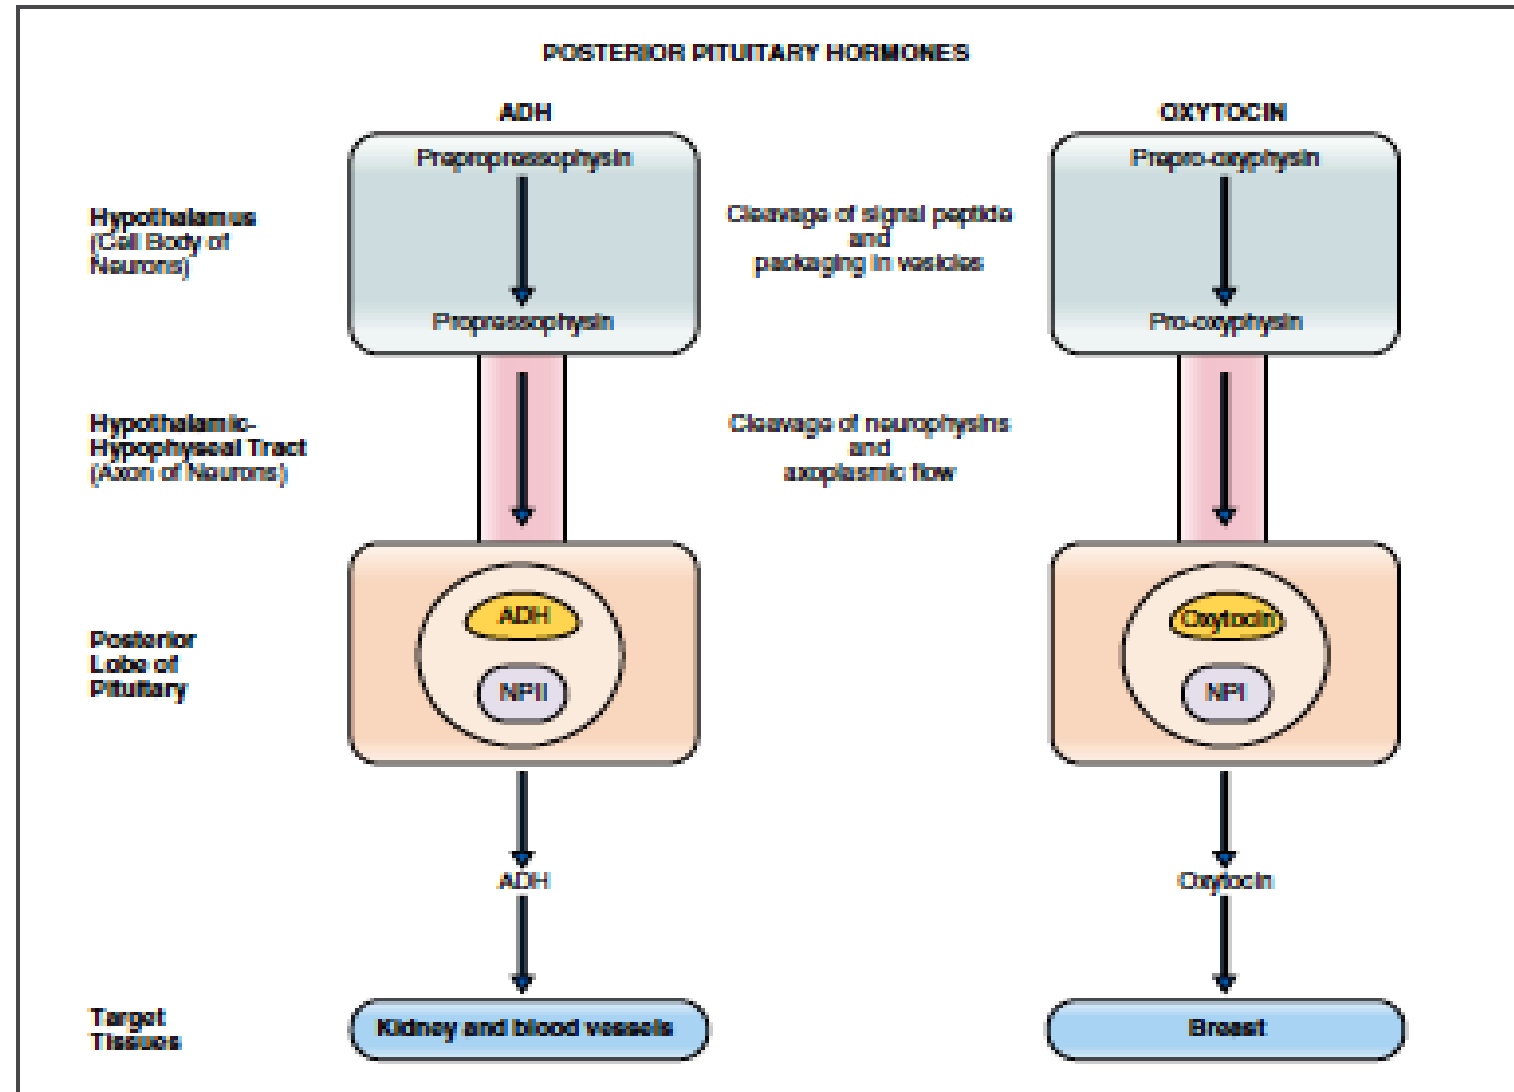 POSTERIOR PITUITARY HORMONES
ADH
OXYTOCIN
Prepropressophysin
Prepro-oxyphysin
Hypothalamus
(Cell Body of
Neurons)
Cleavage of signal peptide
and
packaging in vesicles
Propressophysin
Pro-oxyphysin
Hypothalamic-
Hypophyseal Tract
(Axon of Neurons)
Cleavage of neurophysins
and
axoplasmic flow
Posterior
Lobe of
Pituitary
ADH
NPII
Oxytocin
NPI
ADH
Oxytocin
Target
Tissues
Kidney and blood vessels
Breast